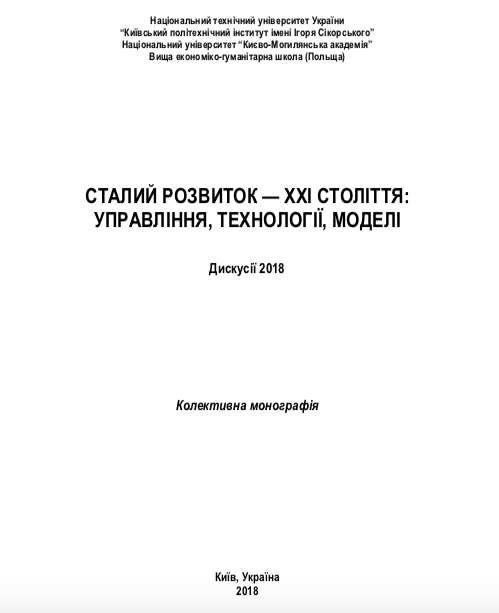 Національний технічний університет України
“Київський політехнічний інститут імені Ігоря Сікорського”
Національний університет “Києво-Могилянська академія”
Вища економіко-гуманітарна школа (Польща)
СТАЛИЙ РОЗВИТОК — ХХІ СТОЛІТТЯ:
УПРАВЛІННЯ, ТЕХНОЛОГІЇ, МОДЕЛІ
Дискусії 2018
Колективна монографія
Київ, Україна
2018